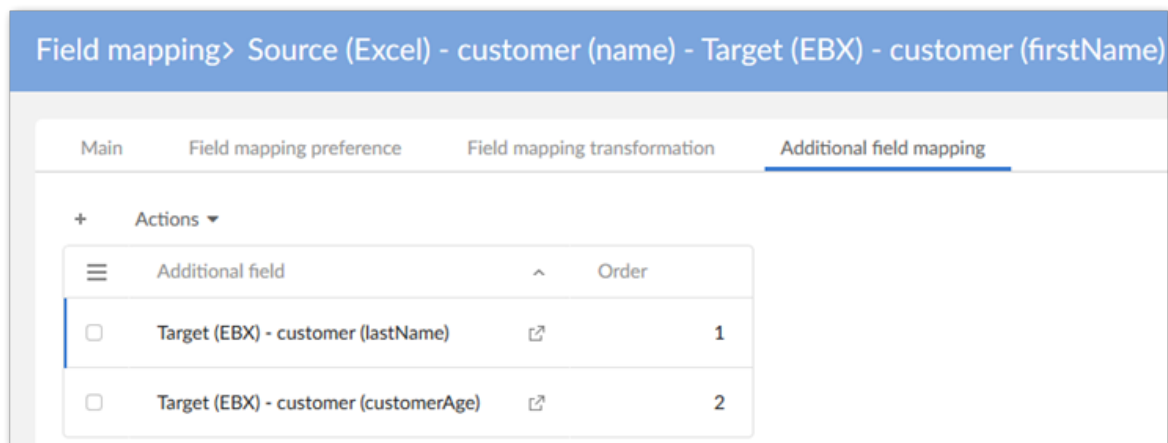 Field mapping> Source (Excel) - customer (name) - Target (EBX) - customer (firstName)
Main Field mapping preference Field mapping transformation Additional field mapping
+ Actions
Additional field Order
Target (EBX) - customer (lastName) 1
Target (EBX) - customer (customerAge) 2